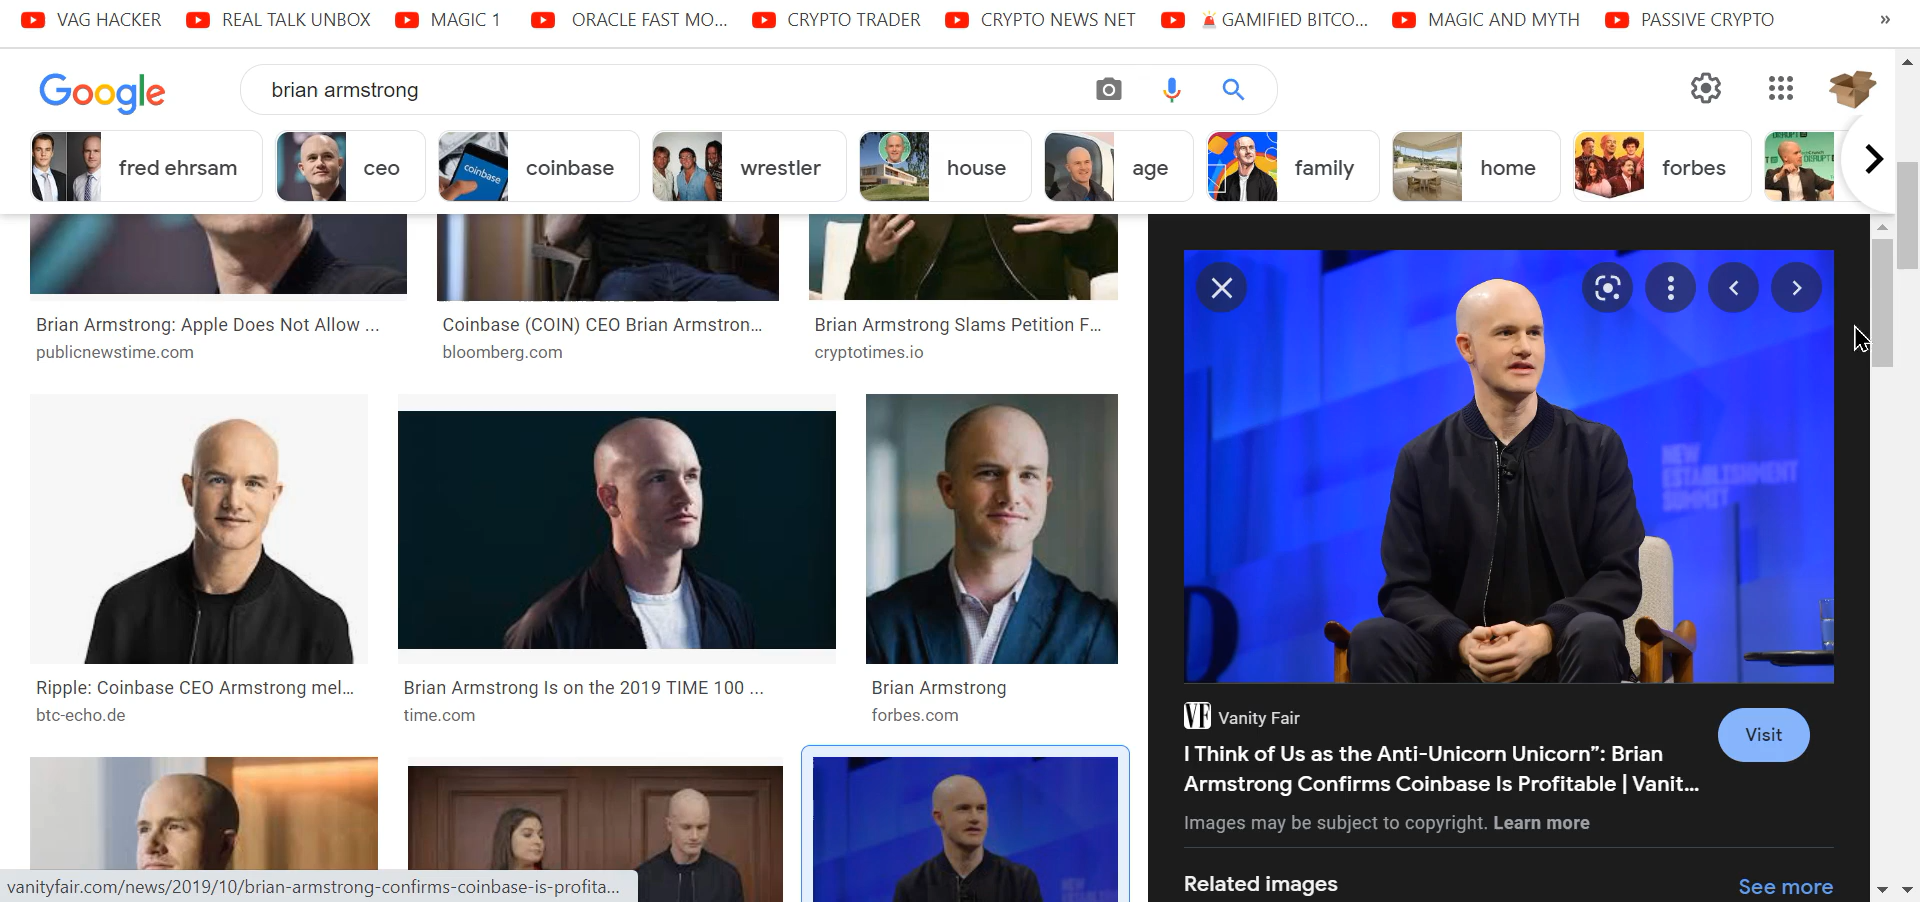 VAG HACKER
REAL TALK UNBOX
MAGIC 1
ORACLE FAST MO...
CRYPTO TRADER
CRYPTO NEWS NET
GAMIFIED BITCO...
MAGIC AND MYTH
PASSIVE CRYPTO
»
Google
brian armstrong
fred ehrsam
ceo
coinbase
coinbase
wrestler
house
age
family
home
forbes
DISRUPT
Brian Armstrong: Apple Does Not Allow ...
publicnewstime.com
Coinbase (COIN) CEO Brian Armstron...
bloomberg.com
Brian Armstrong Slams Petition F...
cryptotimes.io
Ripple: Coinbase CEO Armstrong mel...
btc-echo.de
Brian Armstrong Is on the 2019 TIME 100 ...
time.com
Brian Armstrong
forbes.com
NEW
ESTABLISHMENT
SUMMIT
VF Vanity Fair
Visit
I Think of Us as the Anti-Unicorn Unicorn”: Brian
Armstrong Confirms Coinbase Is Profitable | Vanit...
Images may be subject to copyright. Learn more
Related images
See more
vanityfair.com/news/2019/10/brian-armstrong-confirms-coinbase-is-profita...